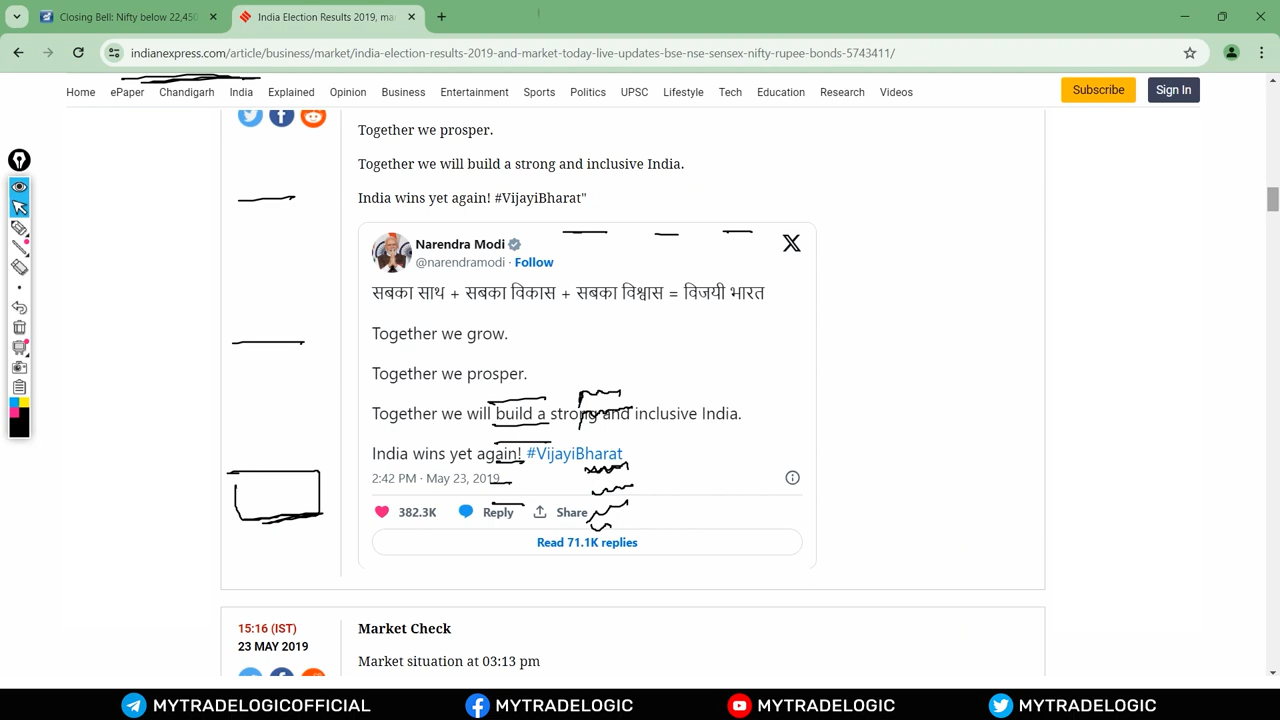 Closing Bell: Nifty below 22,450
India Election Results 2019, mar
indianexpress.com/article/business/market/india-election-results-2019-and-market-today-live-updates-bse-nse-sensex-nifty-rupee-bonds-5743411/
Home ePaper Chandigarh India Explained Opinion Business Entertainment Sports Politics UPSC Lifestyle Tech Education Research Videos Subscribe Sign In
Together we prosper.
Together we will build a strong and inclusive India.
India wins yet again! #VijayiBharat"
Narendra Modi
@narendramodi · Follow
सबका साथ + सबका विकास + सबका विश्वास = विजयी भारत
Together we grow.
Together we prosper.
Together we will build a strong and inclusive India.
India wins yet again! #VijayiBharat
2:42 PM · May 23, 2019
382.3K Reply Share
Read 71.1K replies
15:16 (IST)
23 MAY 2019
Market Check
Market situation at 03:13 pm
MYTRADELOGICOFFICIAL MYTRADELOGIC MYTRADELOGIC MYTRADELOGIC